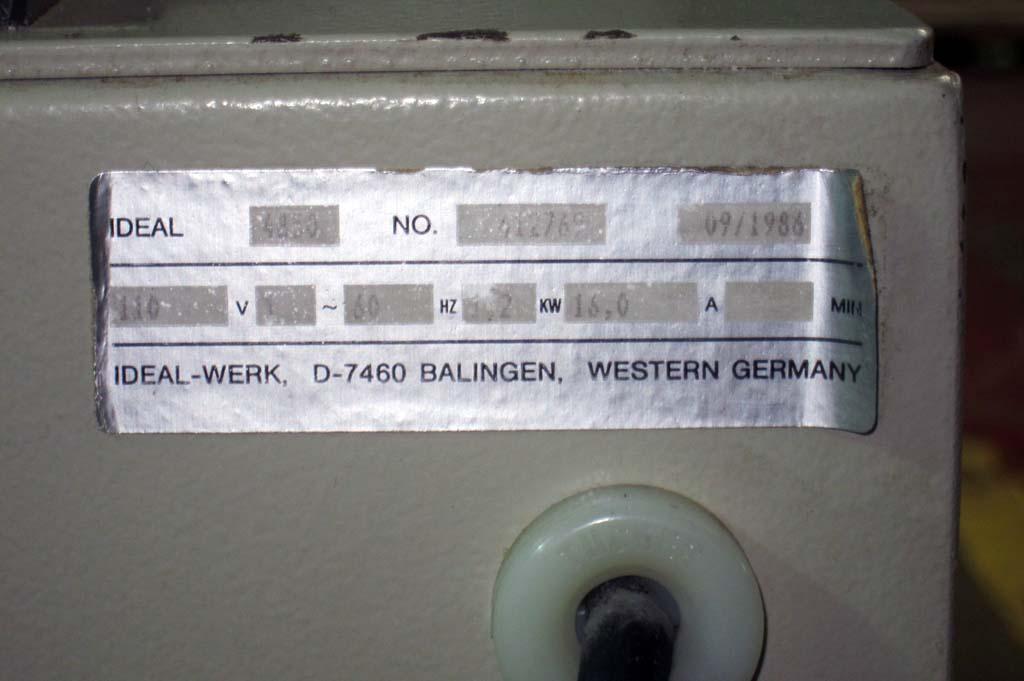 IDEAL 4850 NO. 612769 09/1986
110 V 1 ~ 60 HZ 1,2 KW 16,0 A MIN
IDEAL-WERK, D-7460 BALINGEN, WESTERN GERMANY